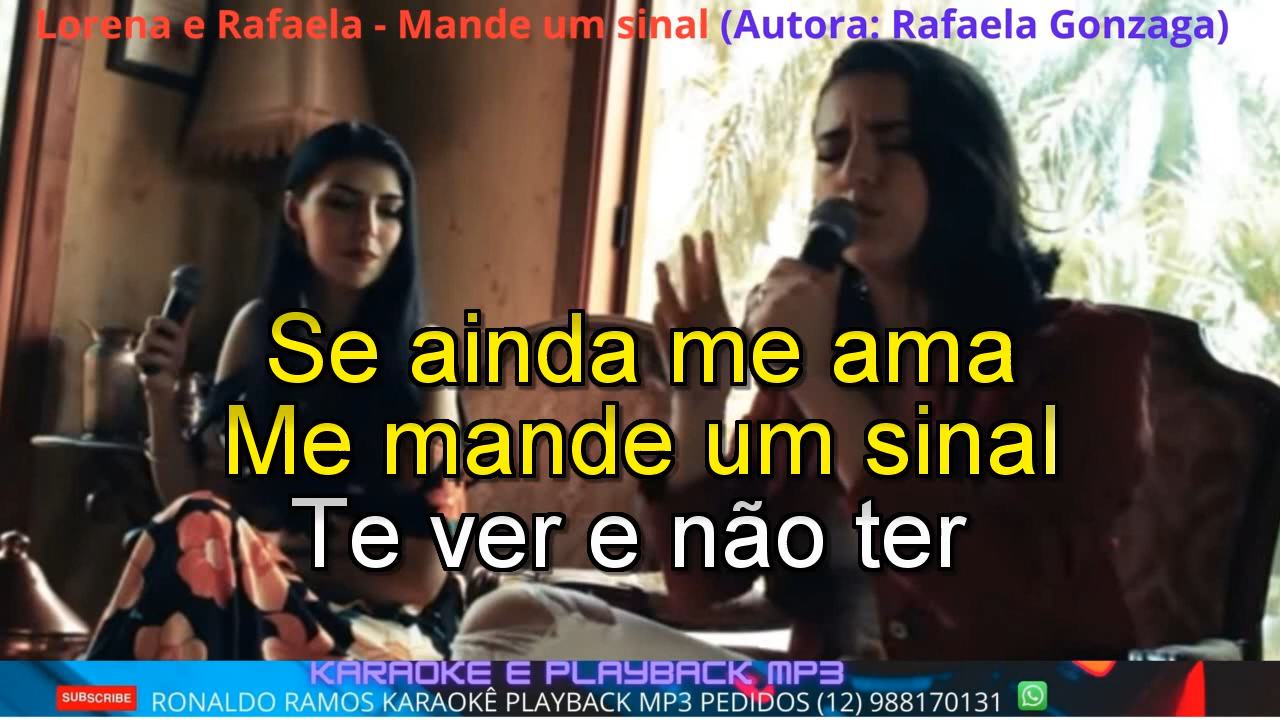 Lorena e Rafaela - Mande um sinal (Autora: Rafaela Gonzaga)
Se ainda me ama
Me mande um sinal
Te ver e não ter
KARAOKE E PLAYBACK MP3
SUBSCRIBE RONALDO RAMOS KARAOKÊ PLAYBACK MP3 PEDIDOS (12) 988170131